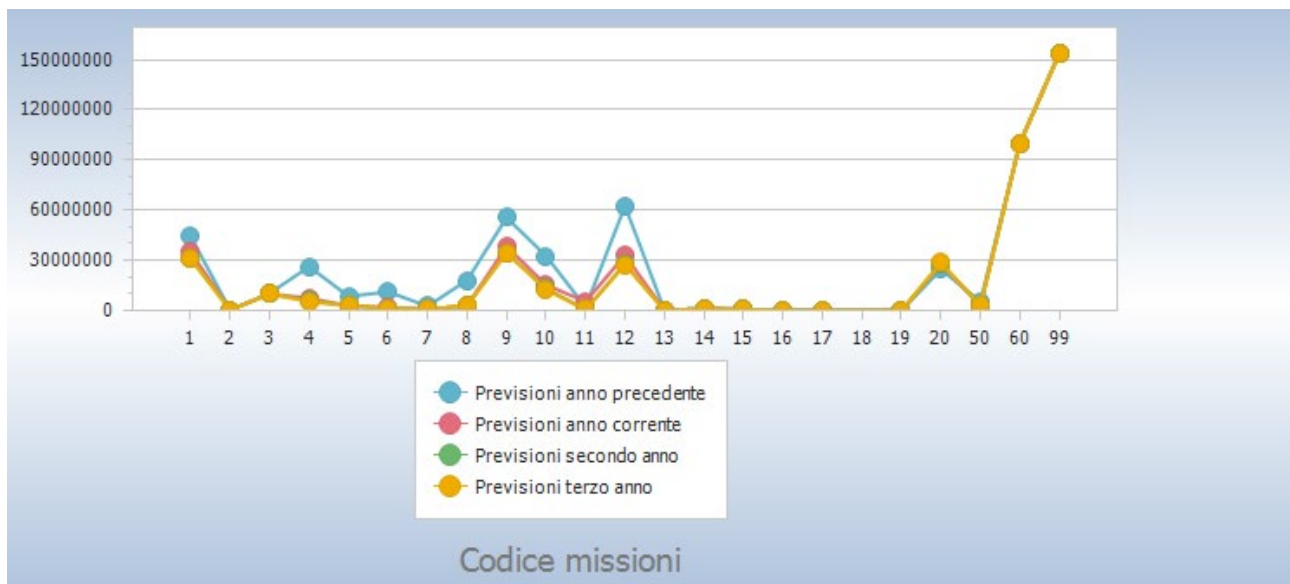 150000000
120000000
90000000
60000000
30000000
0
1 2 3 4 5 6 7 8 9 10 11 12 13 14 15 16 17 18 19 20 50 60 99
Previsioni anno precedente
Previsioni anno corrente
Previsioni secondo anno
Previsioni terzo anno
Codice missioni